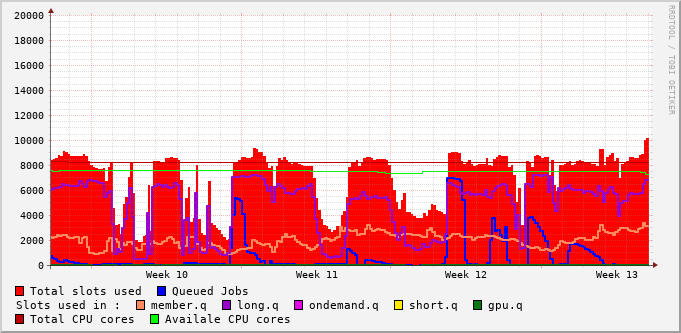 20000
18000
16000
14000
12000
10000
8000
6000
4000
2000
0
Week 10 Week 11 Week 12 Week 13
RRDTOOL / TOBI OETIKER
Total slots used Queued Jobs
Slots used in : member.q long.q ondemand.q short.q gpu.q
Total CPU cores Availale CPU cores